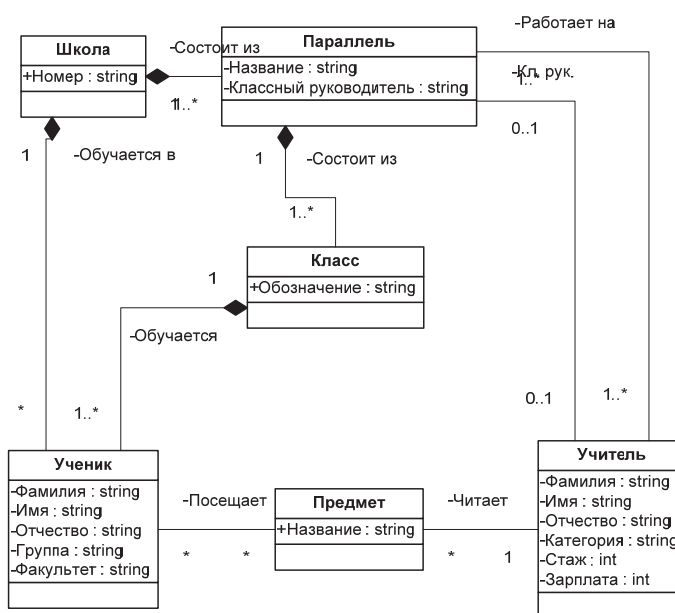 Школа
+Номер : string
-Состоит из
1
1..*
Параллель
-Название : string
-Классный руководитель : string
-Работает на
-Кл. рук.
1..*
0..1
1
-Обучается в
1
-Состоит из
1..*
Класс
+Обозначение : string
1
-Обучается
*
1..*
0..1
1..*
Ученик
-Фамилия : string
-Имя : string
-Отчество : string
-Группа : string
-Факультет : string
-Посещает
*
*
Предмет
+Название : string
-Читает
*
1
Учитель
-Фамилия : string
-Имя : string
-Отчество : string
-Категория : string
-Стаж : int
-Зарплата : int